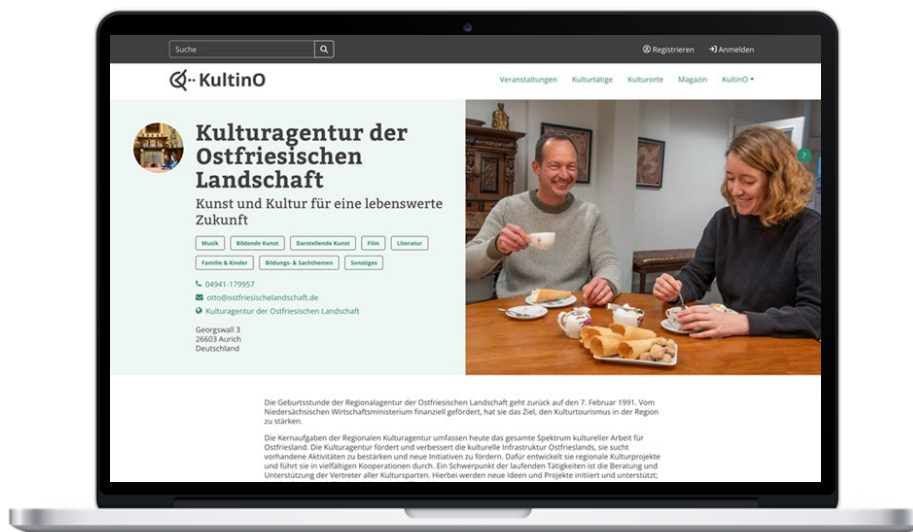 Suche
Registrieren
Anmelden
KultinO
Veranstaltungen
Kulturtätige
Kulturorte
Magazin
KultinO
Kulturagentur der
Ostfriesischen
Landschaft
Kunst und Kultur für eine lebenswerte
Zukunft
Musik
Bildende Kunst
Darstellende Kunst
Film
Literatur
Familie & Kinder
Bildungs- & Sachthemen
Sonstiges
04941-179957
otto@ostfriesischelandschaft.de
Kulturagentur der Ostfriesischen Landschaft
Georgswall 3
26603 Aurich
Deutschland
?
Die Geburtsstunde der Regionalagentur der Ostfriesischen Landschaft geht zurück auf den 7. Februar 1991. Vom
Niedersächsischen Wirtschaftsministerium finanziell gefördert, hat sie das Ziel, den Kulturtourismus in der Region
zu stärken.
Die Kernaufgaben der Regionalen Kulturagentur umfassen heute das gesamte Spektrum kultureller Arbeit für
Ostfriesland. Die Kulturagentur fördert und verbessert die kulturelle Infrastruktur Ostfrieslands, sie sucht
vorhandene Aktivitäten zu bestärken und neue Initiativen zu fördern. Dafür entwickelt sie regionale Kulturprojekte
und führt sie in vielfältigen Kooperationen durch. Ein Schwerpunkt der laufenden Tätigkeiten ist die Beratung und
Unterstützung der Vertreter aller Kultursparten. Hierbei werden neue Ideen und Projekte initiiert und unterstützt;